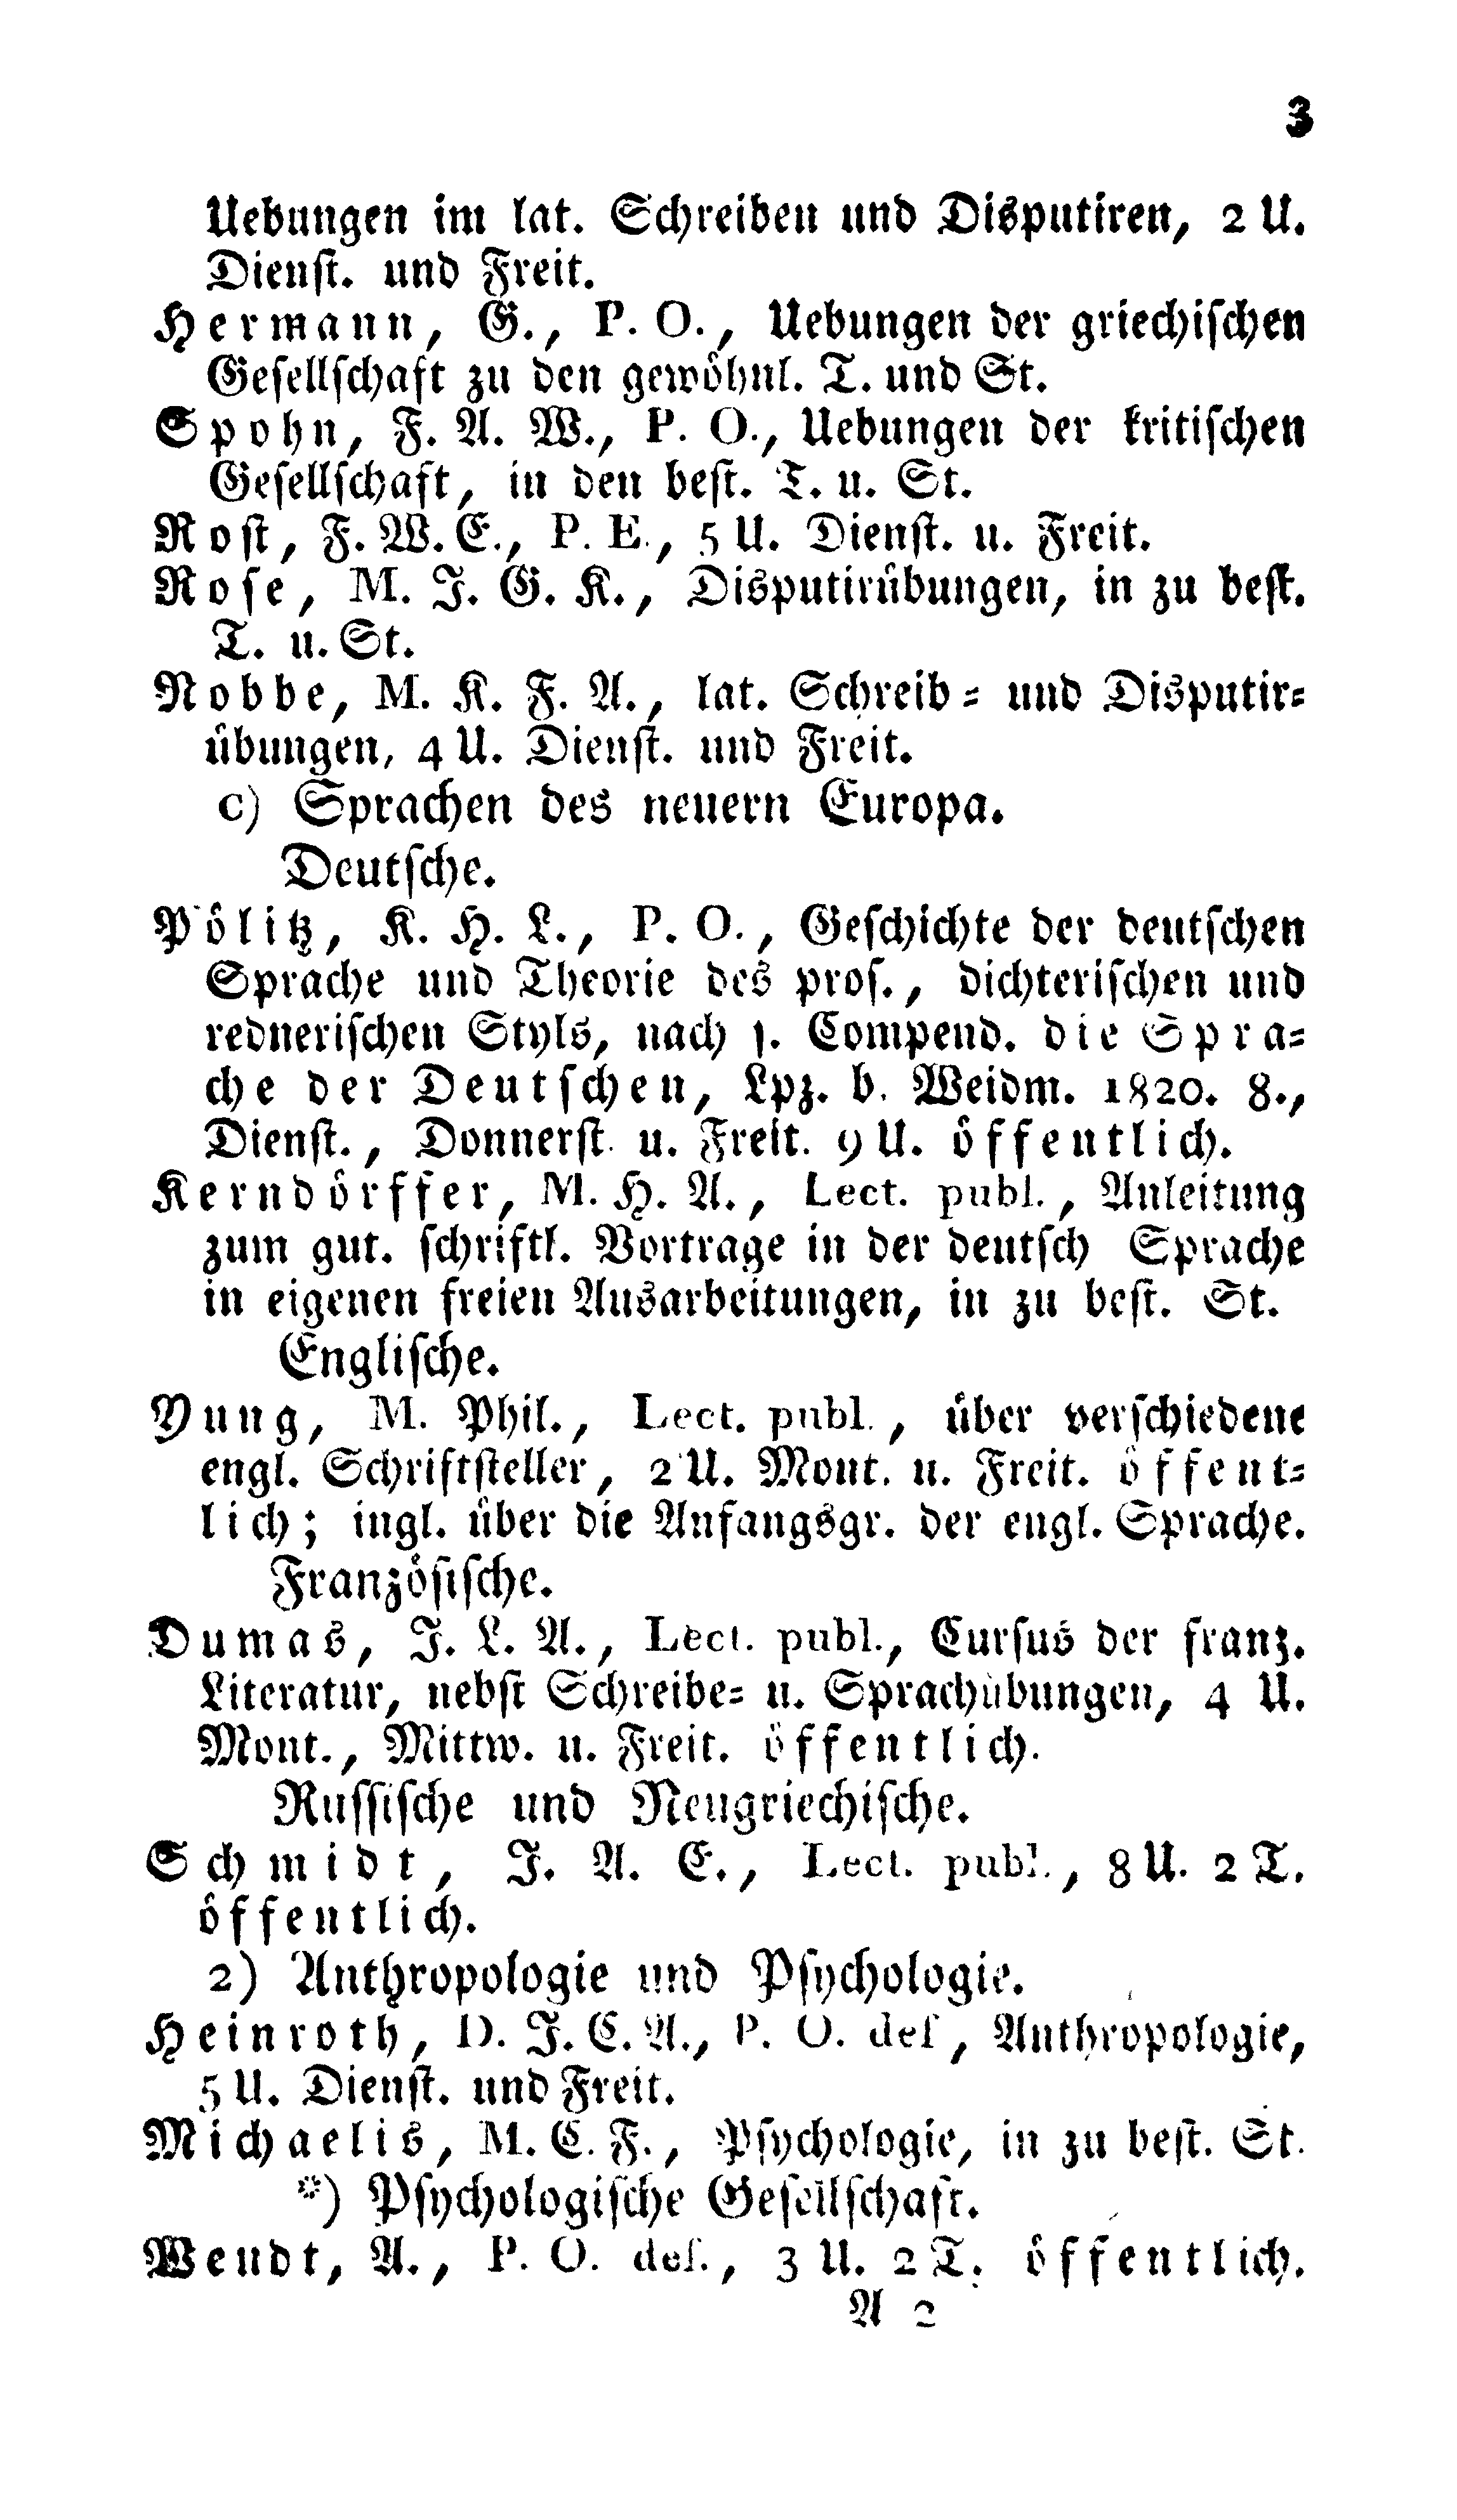 3
Uebungen im lat. Schreiben und Disputiren, 2 U.
Dienst. und Freit.
Hermann, G., P. O., Uebungen der griechischen
Gesellschaft zu den gewöhnl. T. und St.
Spohn, F. A. W., P. O., Uebungen der kritischen
Gesellschaft, in den best. T. u. St.
Rost, F. W. E., P. E., 5 U. Dienst. u. Freit.
Rose, M. J. G. K., Disputirübungen, in zu best.
T. u. St.
Nobbe, M. K. F. A., lat. Schreib- und Disputir-
übungen, 4 U. Dienst. und Freit.
c) Sprachen des neuern Europa.
Deutsche.
Pölitz, K. H. L., P. O., Geschichte der deutschen
Sprache und Theorie des pros., dichterischen und
rednerischen Styls, nach s. Compend. die Spra-
che der Deutschen, Lpz. b. Weidm. 1820. 8.,
Dienst., Donnerst. u. Freit. 9 U. öffentlich.
Kerndörffer, M. H. A., Lect. publ., Anleitung
zum gut. schriftl. Vortrage in der deutsch Sprache
in eigenen freien Ausarbeitungen, in zu best. St.
Englische.
Yung, M. Phil., Lect. publ., über verschiedene
engl. Schriftsteller, 2 U. Mont. u. Freit. öffent-
lich; ingl. über die Anfangsgr. der engl. Sprache.
Französische.
Dumas, J. L. A., Lect. publ., Cursus der franz.
Literatur, nebst Schreibe- u. Sprachübungen, 4 U.
Mont., Mittw. u. Freit. öffentlich.
Russische und Neugriechische.
Schmidt, J. A. E., Lect. publ., 8 U. 2 T.
öffentlich.
2) Anthropologie und Psychologie.
Heinroth, D. J. C. A., P. O. des, Anthropologie,
5 U. Dienst. und Freit.
Michaelis, M. C. F., Psychologie, in zu best. St.
*) Psychologische Gesellschaft.
Wendt, A., P. O. des., 3 U. 2 T. öffentlich.
A 2